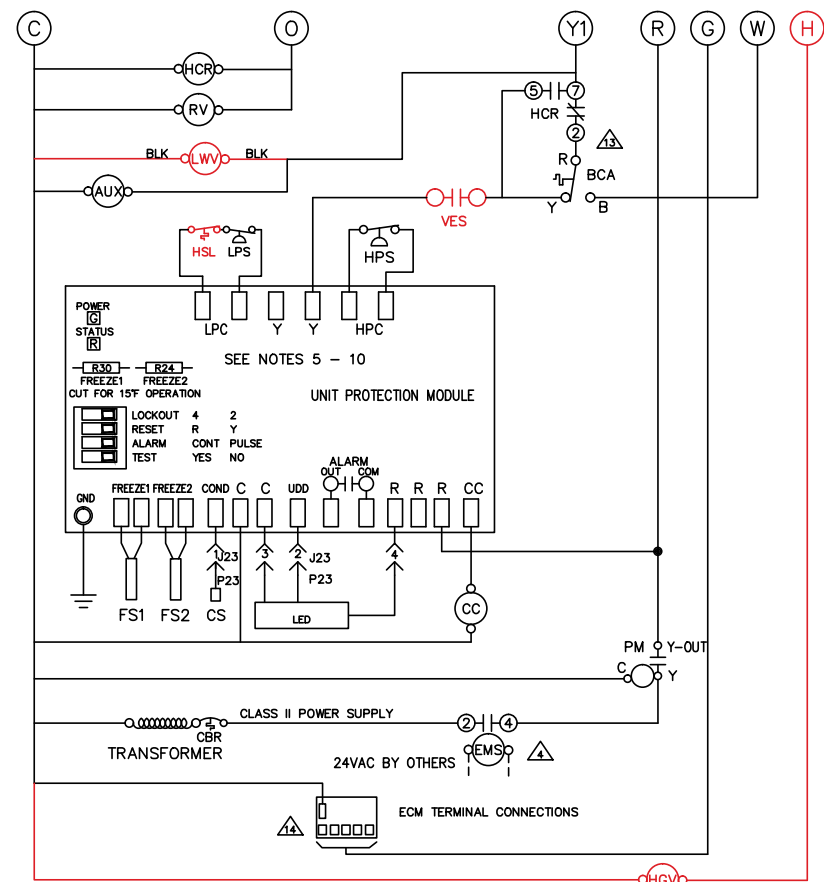 C O Y1 R G W H
HCR
5 7
HCR
RV
2 13
BLK LWV BLK
R
BCA
AUX
Y B
VES
HSL LPS
HPS
POWER
G
STATUS
R
LPC Y Y HPC
SEE NOTES 5 – 10
R30 R24
FREEZE1 FREEZE2
CUT FOR 15°F OPERATION
UNIT PROTECTION MODULE
LOCKOUT 4 2
RESET R Y
ALARM CONT PULSE
TEST YES NO
ALARM
OUT COM
GND
FREEZE1 FREEZE2 COND C C UDD R R R CC
1 J23 3 2 J23 4
P23 P23
FS1 FS2 CS
LED
CC
PM Y-OUT
C Y
CLASS II POWER SUPPLY
2 4
CBR
TRANSFORMER
EMS 4
24VAC BY OTHERS
ECM TERMINAL CONNECTIONS
14
HGV